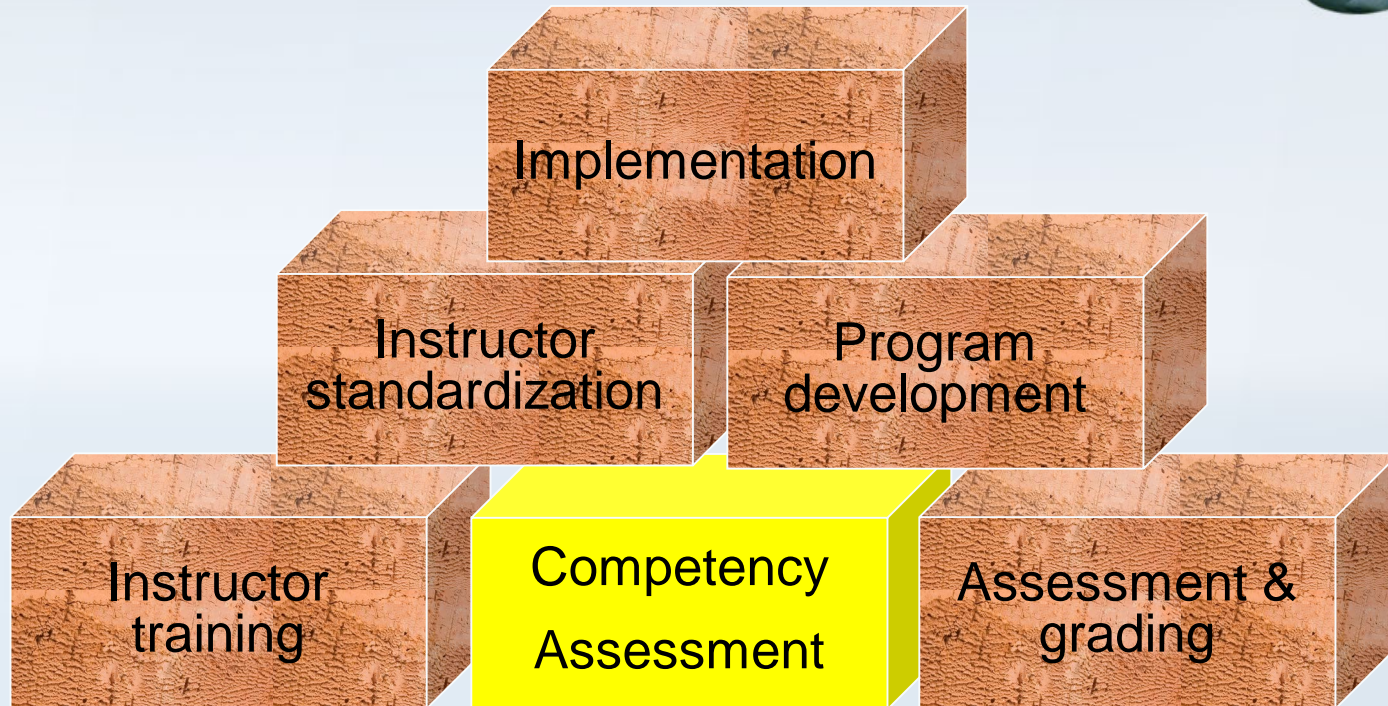 Implementation
Instructor
standardization
Program
development
Instructor
training
Competency
Assessment
Assessment &
grading